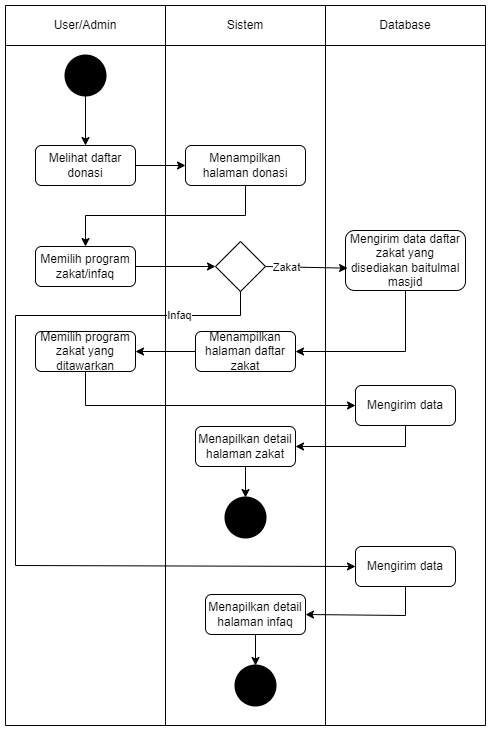 User/Admin
Sistem
Database
Melihat daftar
donasi
Menampilkan
halaman donasi
Memilih program
zakat/infaq
Zakat
Mengirim data daftar
zakat yang
disediakan baitulmal
masjid
Infaq
Memilih program
zakat yang
ditawarkan
Menampilkan
halaman daftar
zakat
Mengirim data
Menapilkan detail
halaman zakat
Mengirim data
Menapilkan detail
halaman infaq